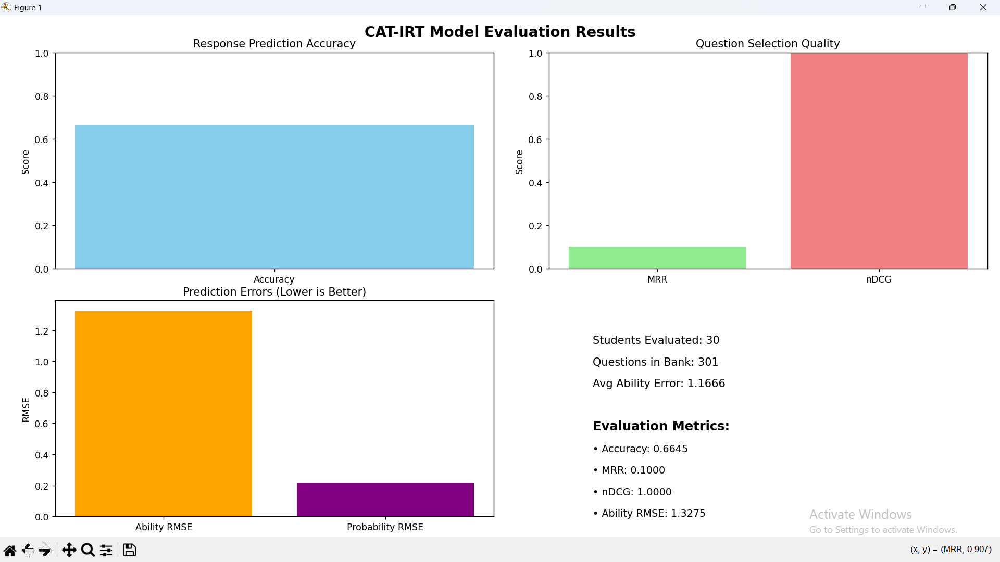 Figure 1
CAT-IRT Model Evaluation Results
Response Prediction Accuracy
1.0
0.8
0.6
0.4
0.2
0.0
Score
Accuracy
Question Selection Quality
1.0
0.8
0.6
0.4
0.2
0.0
Score
MRR
nDCG
Prediction Errors (Lower is Better)
1.2
1.0
0.8
0.6
0.4
0.2
0.0
RMSE
Ability RMSE
Probability RMSE
Students Evaluated: 30
Questions in Bank: 301
Avg Ability Error: 1.1666
Evaluation Metrics:
• Accuracy: 0.6645
• MRR: 0.1000
• nDCG: 1.0000
• Ability RMSE: 1.3275
Activate Windows
Go to Settings to activate Windows.
(x, y) = (MRR, 0.907)